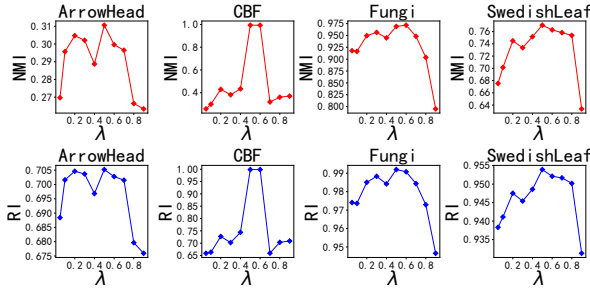 ArrowHead CBF Fungi SwedishLeaf
NMI 0.31 0.30 0.29 0.28 0.27
0.2 0.4 0.6 0.8
λ
NMI 1.0 0.8 0.6 0.4
0.2 0.4 0.6 0.8
λ
NMI 0.975 0.950 0.925 0.900 0.875 0.850 0.825 0.800
0.2 0.4 0.6 0.8
λ
NMI 0.76 0.74 0.72 0.70 0.68 0.66 0.64
0.2 0.4 0.6 0.8
λ
ArrowHead CBF Fungi SwedishLeaf
RI 0.705 0.700 0.695 0.690 0.685 0.680 0.675
0.2 0.4 0.6 0.8
λ
RI 1.00 0.95 0.90 0.85 0.80 0.75 0.70 0.65
0.2 0.4 0.6 0.8
λ
RI 0.99 0.98 0.97 0.96 0.95
0.2 0.4 0.6 0.8
λ
RI 0.955 0.950 0.945 0.940 0.935
0.2 0.4 0.6 0.8
λ